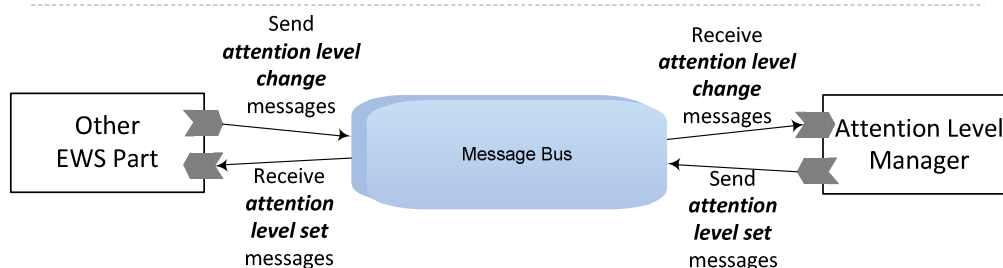 Send
attention level
change
messages
Other
EWS Part
Receive
attention
level set
messages
Message Bus
Receive
attention level
change
messages
Send
attention
level set
messages
Attention Level
Manager